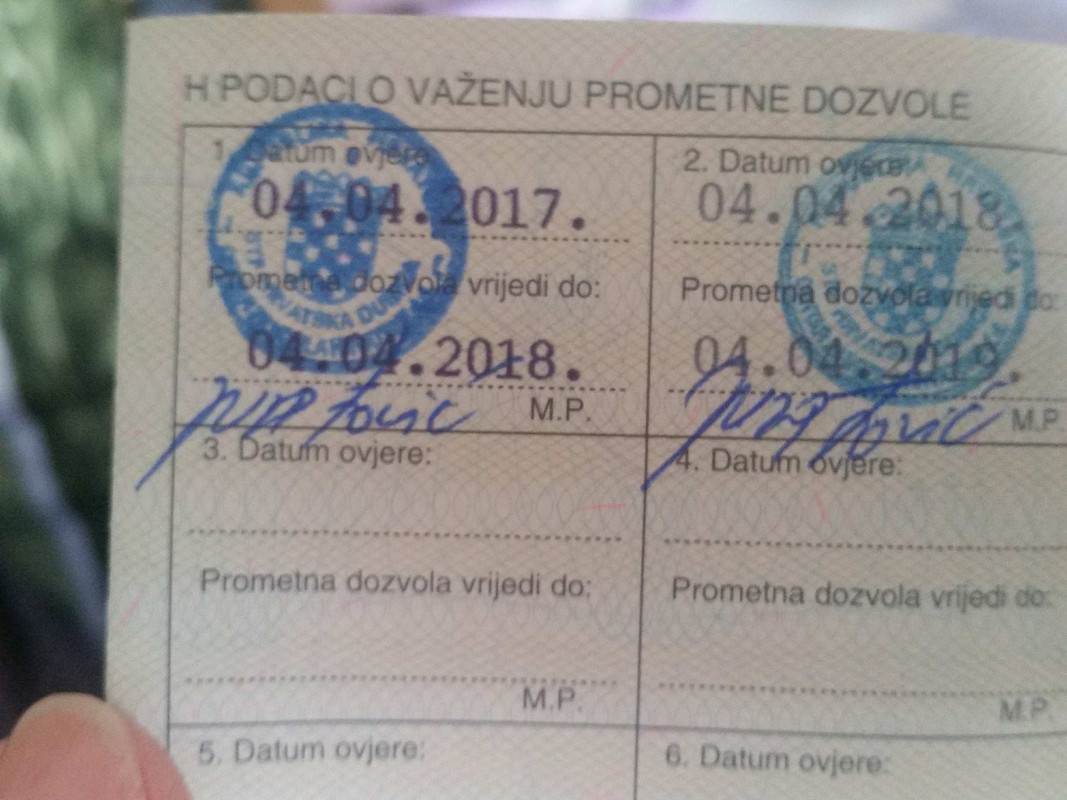 H PODACI O VAŽENJU PROMETNE DOZVOLE
1. Datum ovjere:
04.04.2017.
Prometna dozvola vrijedi do:
04.04.2018.
M.P.
2. Datum ovjere:
04.04.2018.
Prometna dozvola vrijedi do:
04.04.2019.
M.P.
3. Datum ovjere:
Prometna dozvola vrijedi do:
M.P.
4. Datum ovjere:
Prometna dozvola vrijedi do:
M.P.
5. Datum ovjere:
6. Datum ovjere: